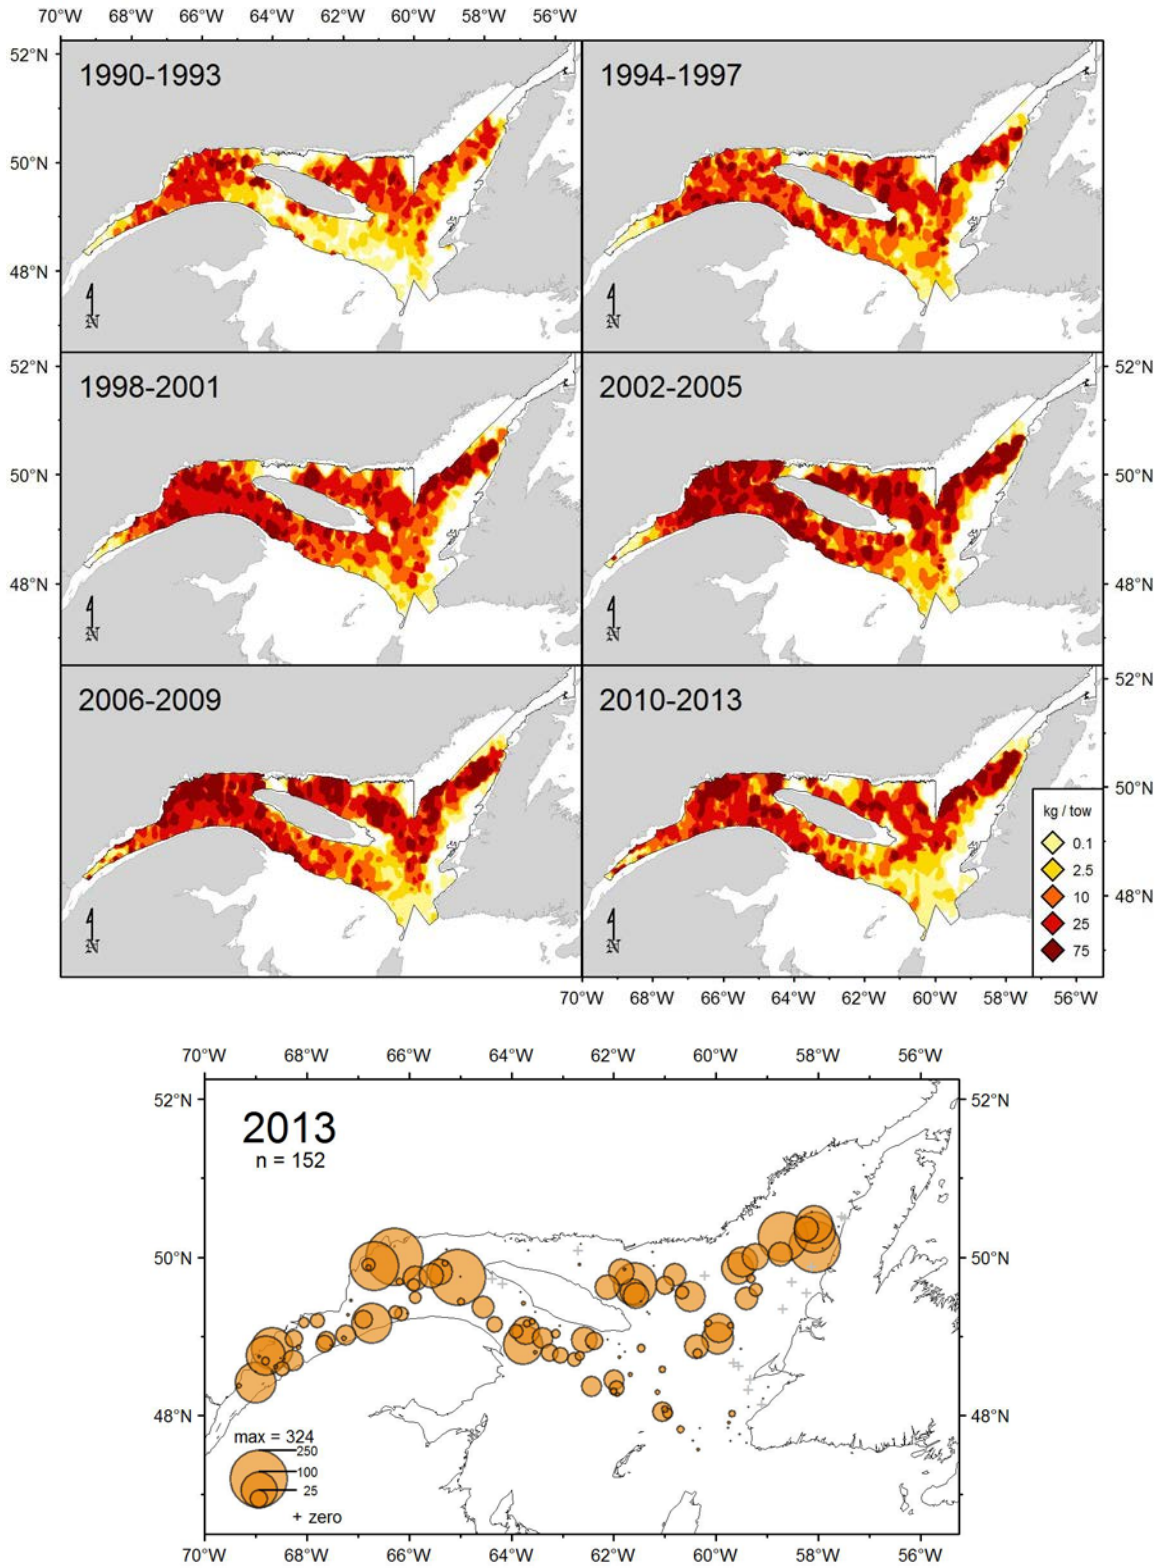 70°W 68°W 66°W 64°W 62°W 60°W 58°W 56°W
52°N
1990-1993
1994-1997
50°N
48°N
N
N
52°N
52°N
1998-2001
2002-2005
50°N
50°N
48°N
48°N
N
N
52°N
2006-2009
2010-2013
50°N
kg / tow
0.1
2.5
10
48°N
25
75
N
N
70°W 68°W 66°W 64°W 62°W 60°W 58°W 56°W
70°W 68°W 66°W 64°W 62°W 60°W 58°W 56°W
52°N
52°N
2013
n = 152
50°N
50°N
48°N
48°N
max = 324
250
100
25
+ zero
70°W 68°W 66°W 64°W 62°W 60°W 58°W 56°W